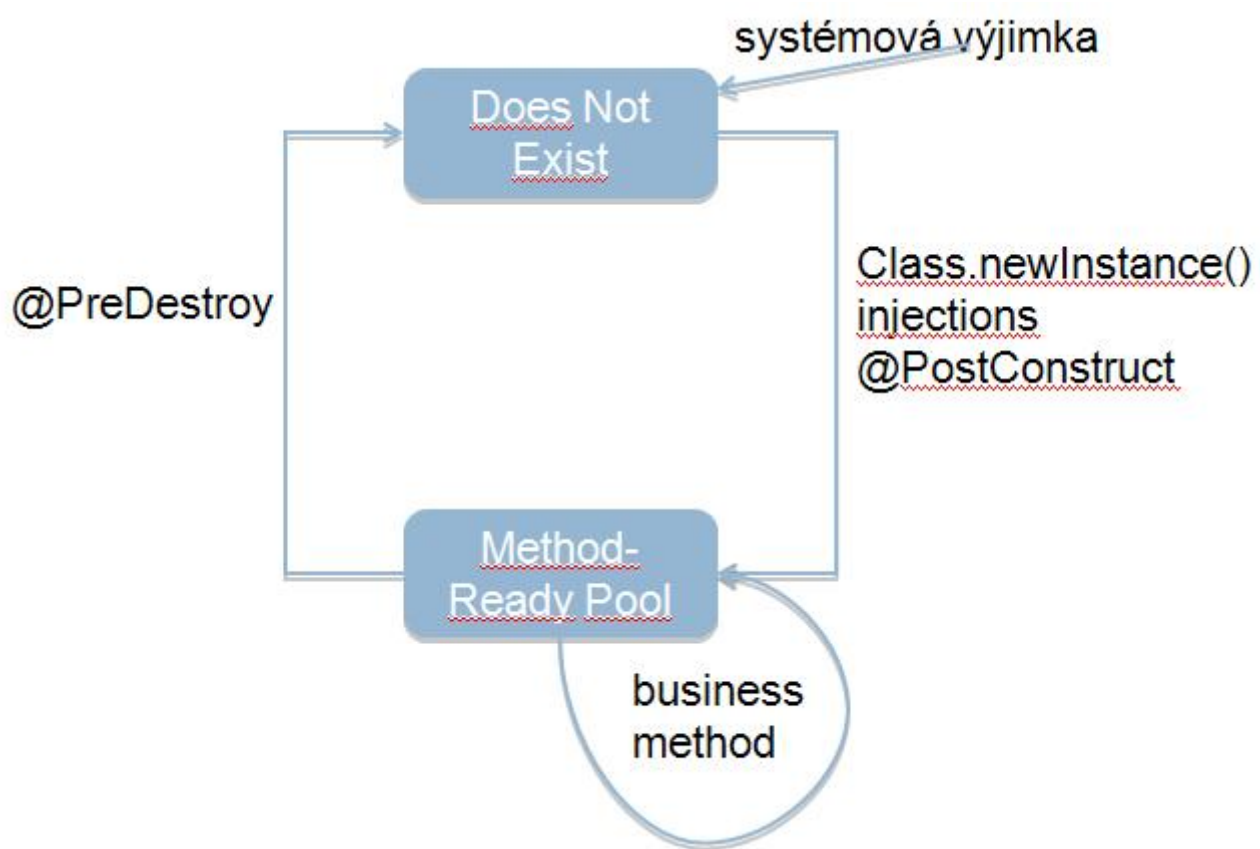 systémová výjimka
Does Not
Exist
@PreDestroy
Class.newInstance()
injections
@PostConstruct
Method-
Ready Pool
business
method